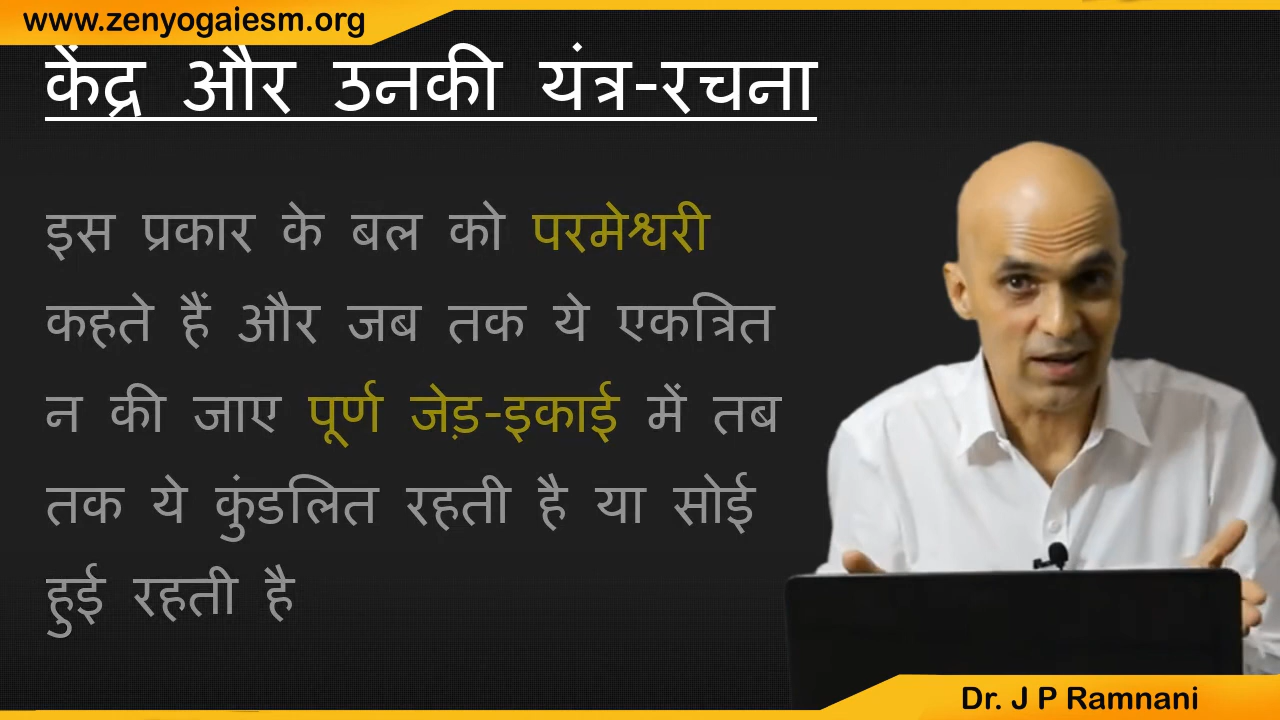 www.zenyogaiesm.org
केंद्र और उनकी यंत्र-रचना
इस प्रकार के बल को परमेश्वरी
कहते हैं और जब तक ये एकत्रित
न की जाए पूर्ण जेड़-इकाई में तब
तक ये कुंडलित रहती है या सोई
हुई रहती है
Dr. J P Ramnani